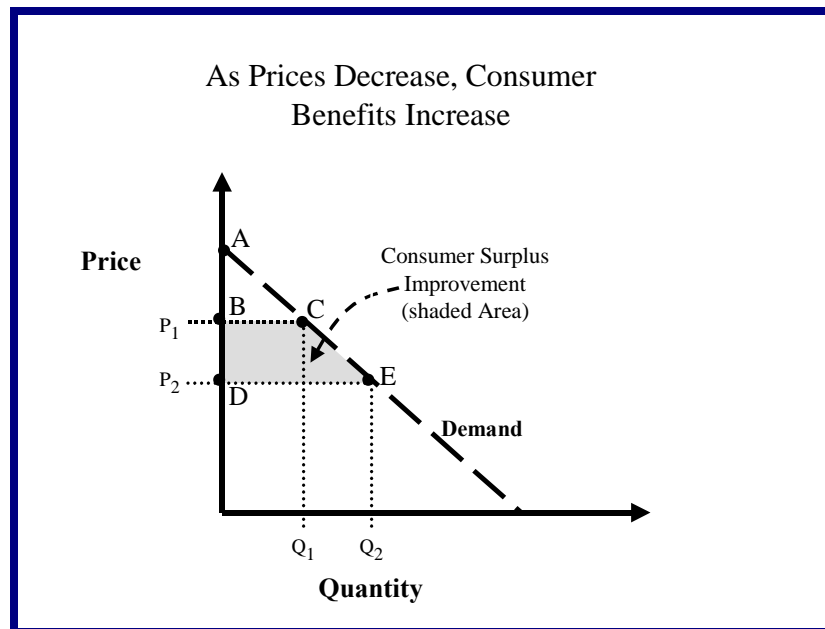 As Prices Decrease, Consumer
Benefits Increase
A
Price
Consumer Surplus
Improvement
(shaded Area)
B
C
P1
P2
D
E
Demand
Q1
Q2
Quantity